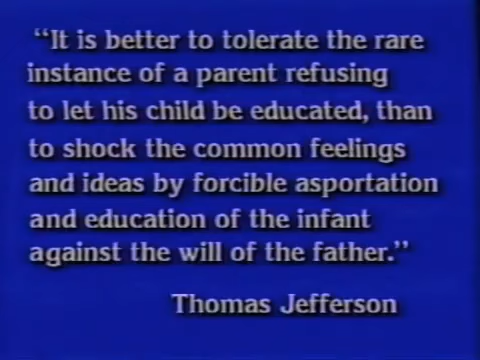 “It is better to tolerate the rare
instance of a parent refusing
to let his child be educated, than
to shock the common feelings
and ideas by forcible asportation
and education of the infant
against the will of the father.”
Thomas Jefferson